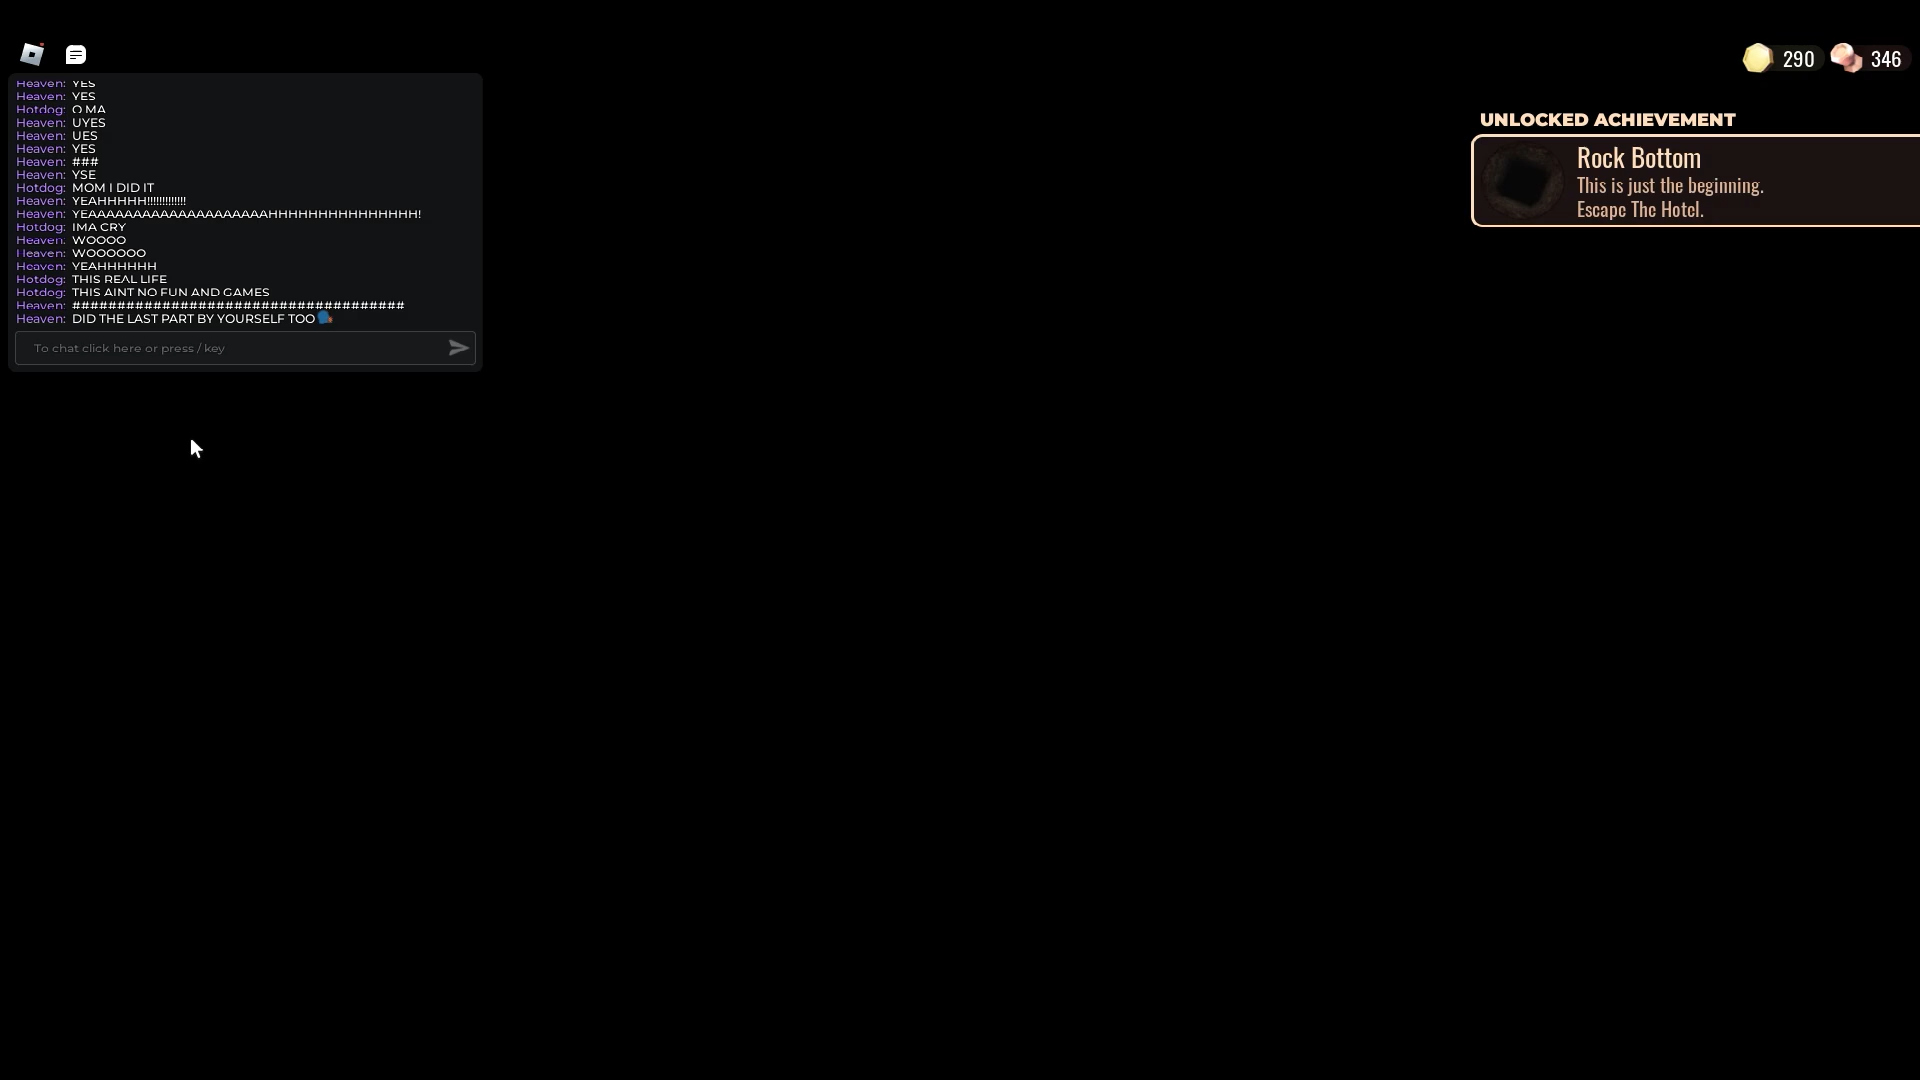 290 346
Heaven: YES
Heaven: YES
Hotdog: O MA
Heaven: UYES
Heaven: UES
Heaven: YES
Heaven: ###
Heaven: YSE
Hotdog: MOM I DID IT
Heaven: YEAHHHHH!!!!!!!!!!!!!
Heaven: YEAAAAAAAAAAAAAAAAAAAAHHHHHHHHHHHHHHH!
Hotdog: IMA CRY
Heaven: WOOOO
Heaven: WOOOOOO
Heaven: YEAHHHHHH
Hotdog: THIS REAL LIFE
Hotdog: THIS AINT NO FUN AND GAMES
Heaven: #####################################
Heaven: DID THE LAST PART BY YOURSELF TOO🗣️
To chat click here or press / key
UNLOCKED ACHIEVEMENT
Rock Bottom
This is just the beginning.
Escape The Hotel.